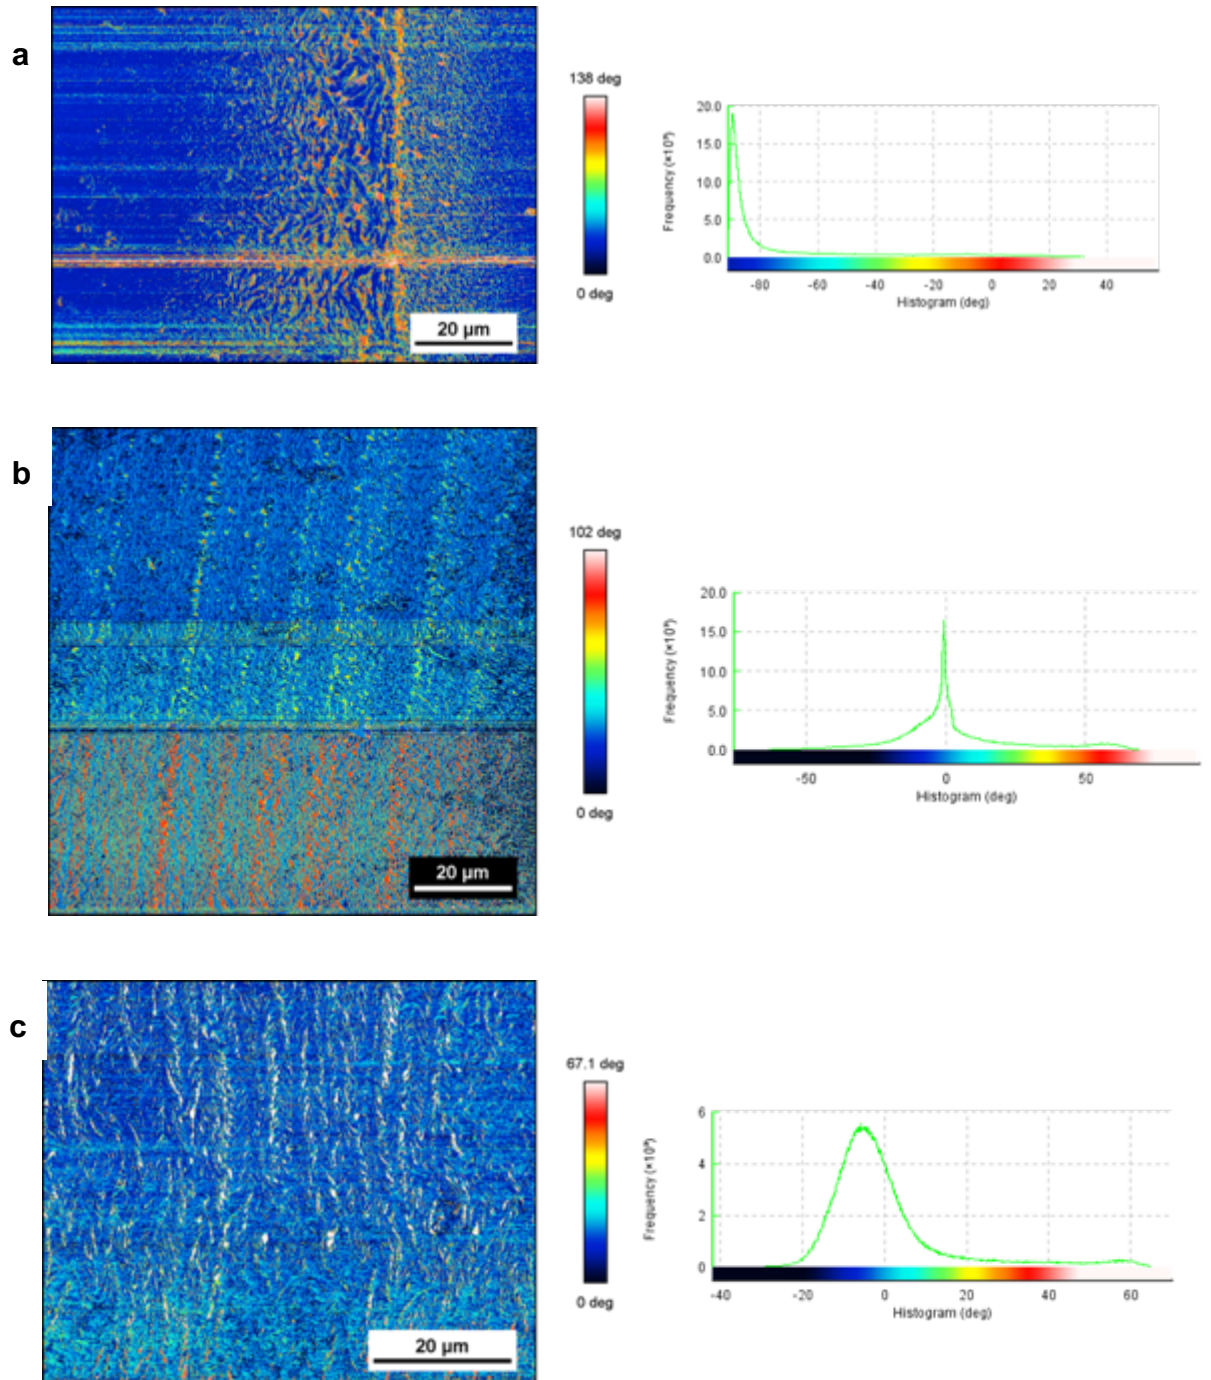 a
138 deg
0 deg
20 µm
Frequency (×10³)
20.0
15.0
10.0
5.0
0.0
-80 -60 -40 -20 0 20 40
Histogram (deg)
b
102 deg
0 deg
20 µm
Frequency (×10³)
20.0
15.0
10.0
5.0
0.0
-50 0 50
Histogram (deg)
c
67.1 deg
0 deg
20 µm
Frequency (×10³)
6
4
2
0
-40 -20 0 20 40 60
Histogram (deg)